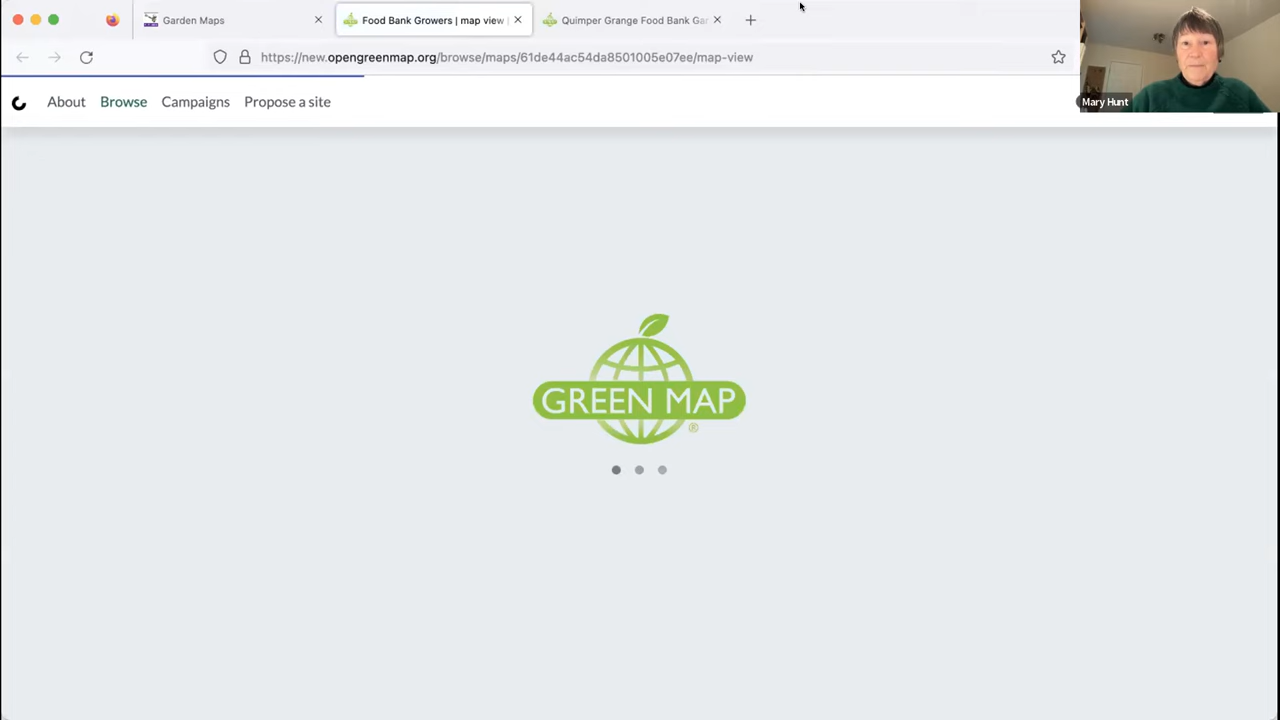 Garden Maps
Food Bank Growers | map view |
Quimper Grange Food Bank Gar
https://new.opengreenmap.org/browse/maps/61de44ac54da8501005e07ee/map-view
Mary Hunt
About Browse Campaigns Propose a site
GREEN MAP
®